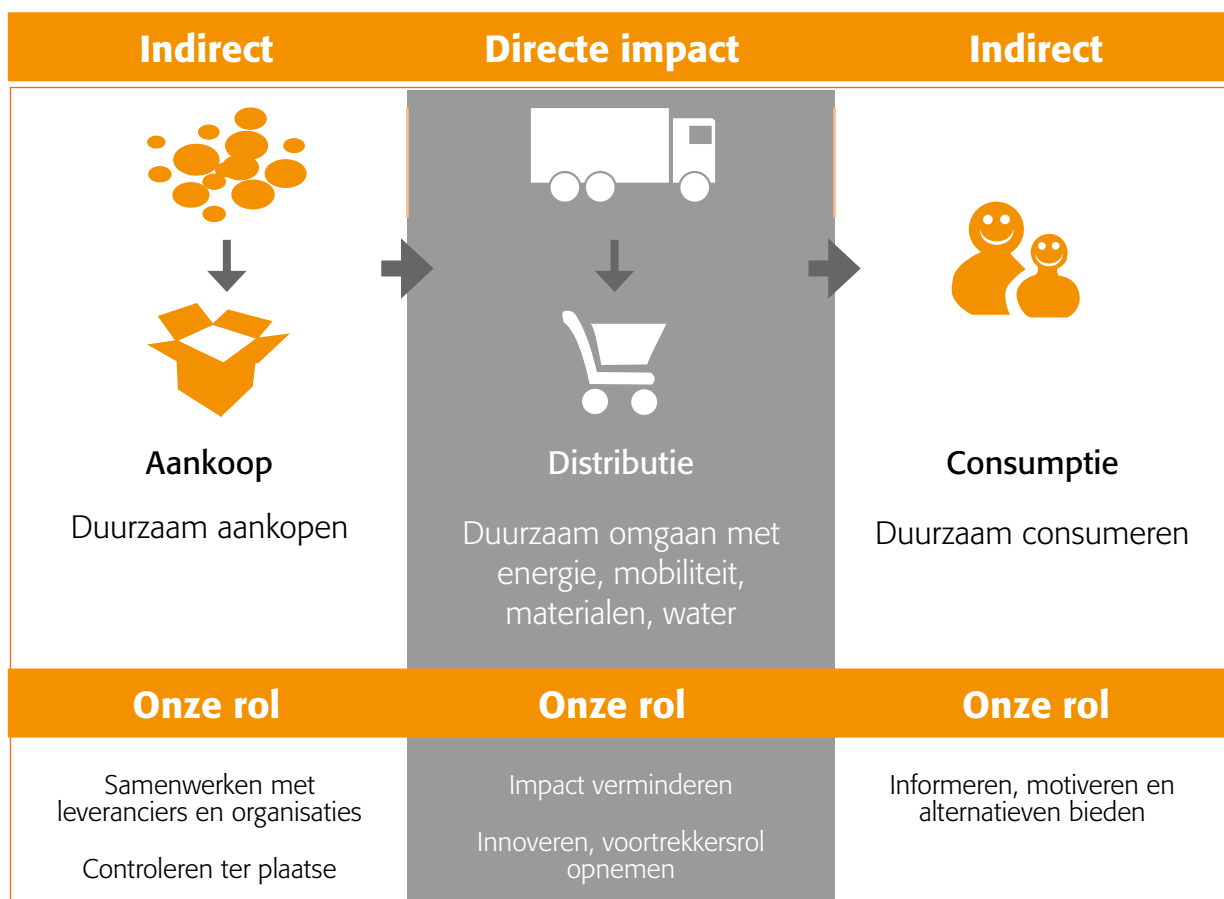 Indirect
Directe impact
Indirect
Aankoop
Duurzaam aankopen
Distributie
Duurzaam omgaan met
energie, mobiliteit,
materialen, water
Consumptie
Duurzaam consumeren
Onze rol
Samenwerken met
leveranciers en organisaties
Controleren ter plaatse
Onze rol
Impact verminderen
Innoveren, voortrekkersrol
opnemen
Onze rol
Informeren, motiveren en
alternatieven bieden